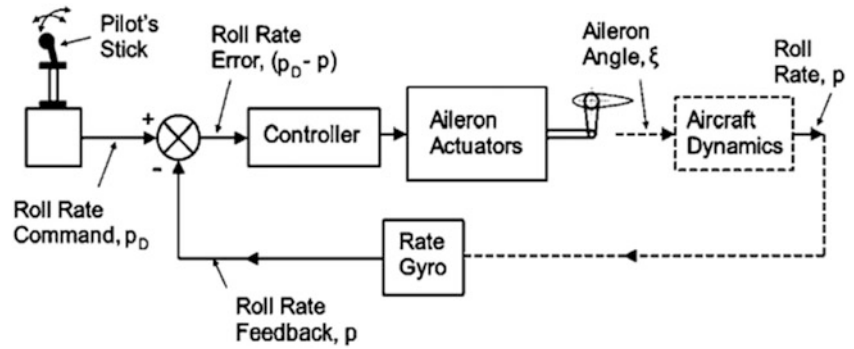 Pilot's
Stick
Roll Rate
Error, (pD - p)
Aileron
Angle, ξ
Roll
Rate, p
+
-
Controller
Aileron
Actuators
Aircraft
Dynamics
Roll Rate
Command, pD
Rate
Gyro
Roll Rate
Feedback, p